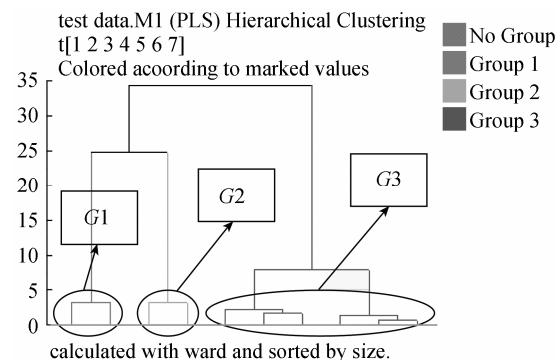 test data.M1 (PLS) Hierarchical Clustering
t[1 2 3 4 5 6 7]
Colored acoording to marked values
No Group
Group 1
Group 2
Group 3
35
30
25
20
15
10
5
0
G1
G2
G3
calculated with ward and sorted by size.